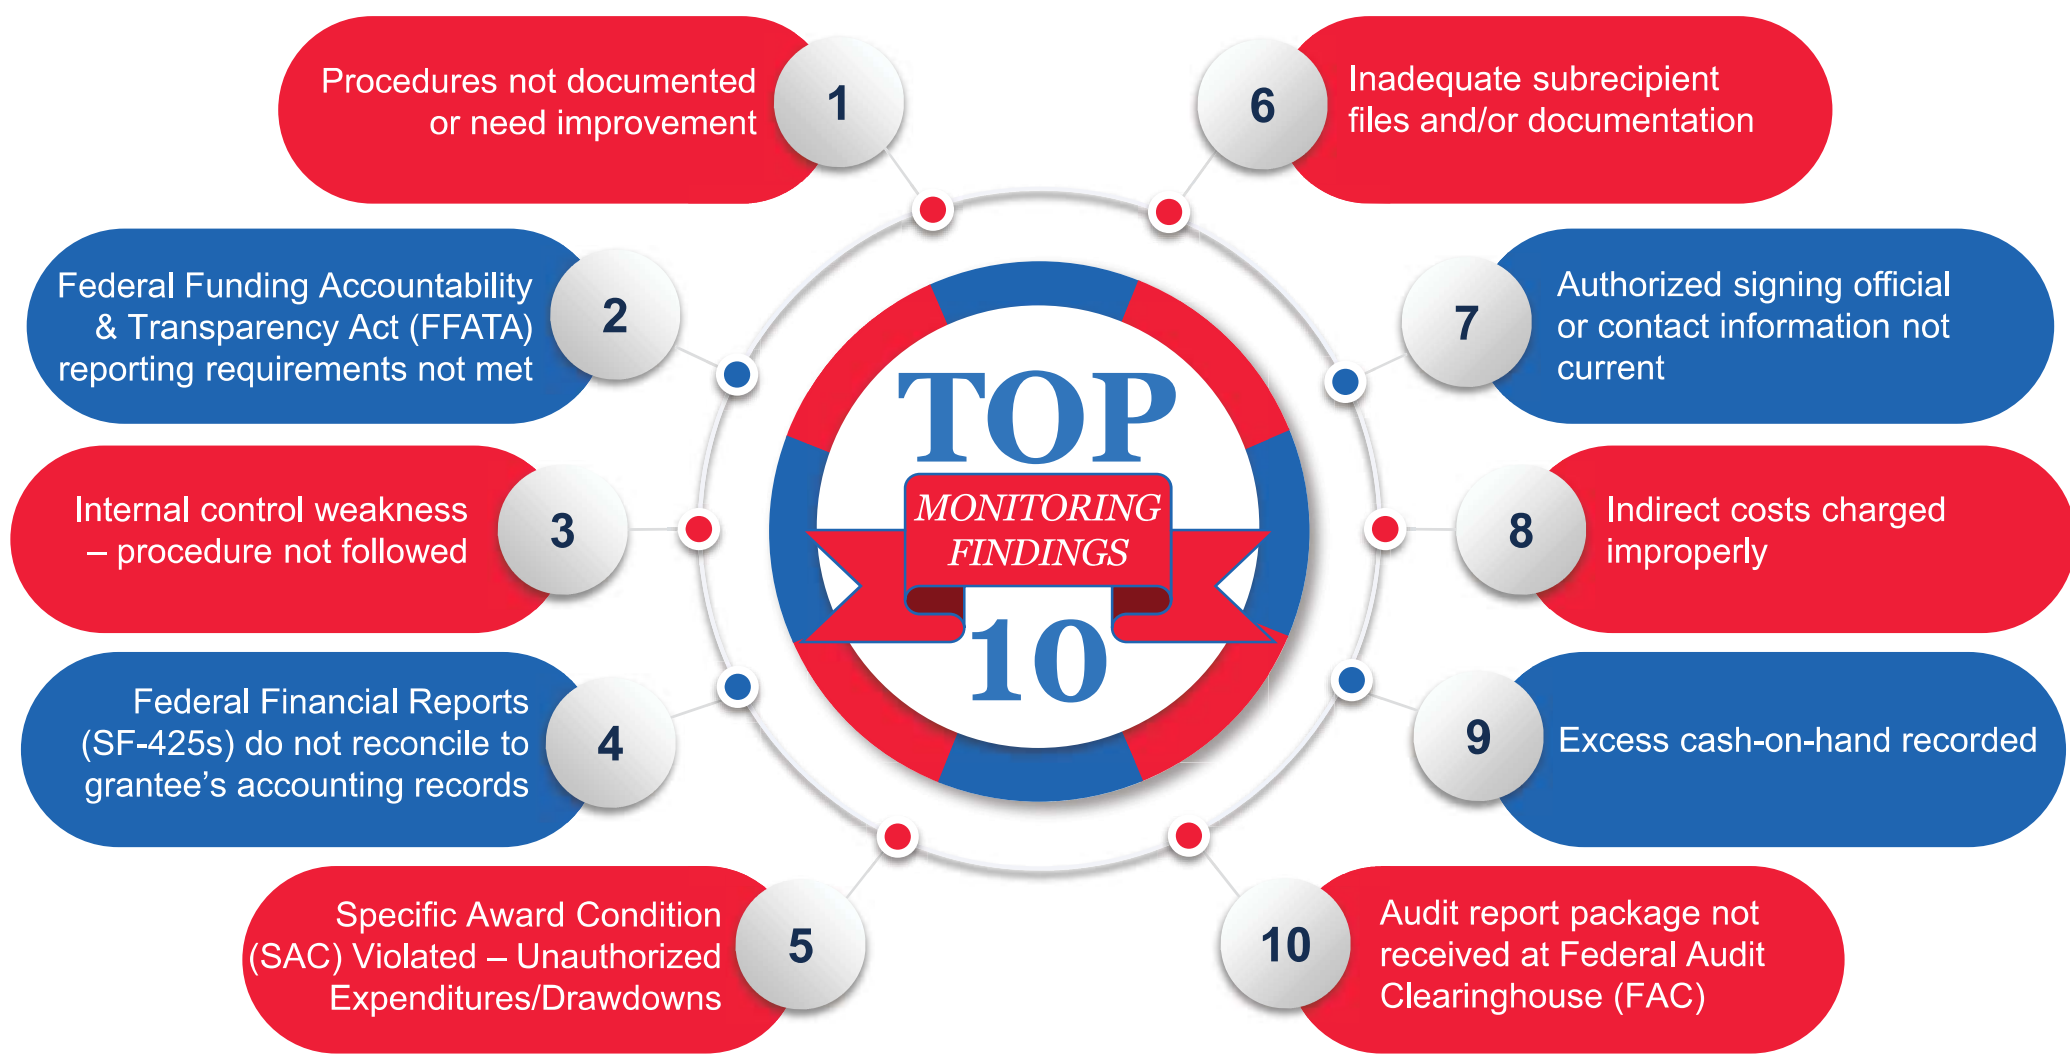 Procedures not documented
or need improvement
1
Federal Funding Accountability
& Transparency Act (FFATA)
reporting requirements not met
2
Internal control weakness
– procedure not followed
3
Federal Financial Reports
(SF-425s) do not reconcile to
grantee’s accounting records
4
Specific Award Condition
(SAC) Violated – Unauthorized
Expenditures/Drawdowns
5
TOP
MONITORING
FINDINGS
10
6
Inadequate subrecipient
files and/or documentation
7
Authorized signing official
or contact information not
current
8
Indirect costs charged
improperly
9
Excess cash-on-hand recorded
10
Audit report package not
received at Federal Audit
Clearinghouse (FAC)